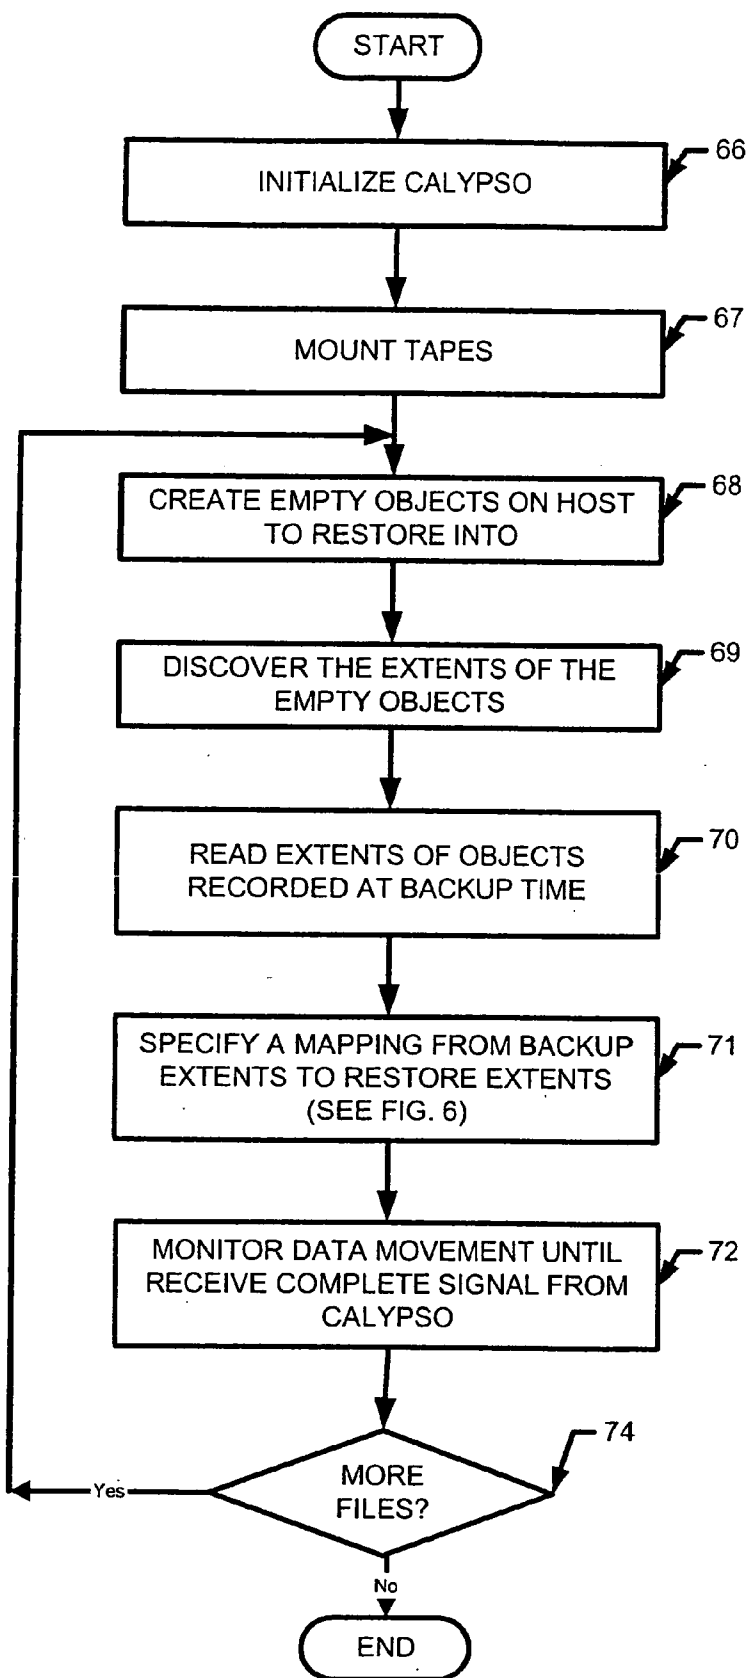 START
66
INITIALIZE CALYPSO
67
MOUNT TAPES
68
CREATE EMPTY OBJECTS ON HOST
TO RESTORE INTO
69
DISCOVER THE EXTENTS OF THE
EMPTY OBJECTS
70
READ EXTENTS OF OBJECTS
RECORDED AT BACKUP TIME
71
SPECIFY A MAPPING FROM BACKUP
EXTENTS TO RESTORE EXTENTS
(SEE FIG. 6)
72
MONITOR DATA MOVEMENT UNTIL
RECEIVE COMPLETE SIGNAL FROM
CALYPSO
74
MORE
FILES?
Yes
No
END